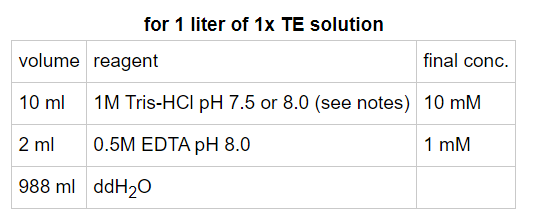 for 1 liter of 1x TE solution
volume reagent final conc.
10 ml 1M Tris-HCl pH 7.5 or 8.0 (see notes) 10 mM
2 ml 0.5M EDTA pH 8.0 1 mM
988 ml ddH₂O